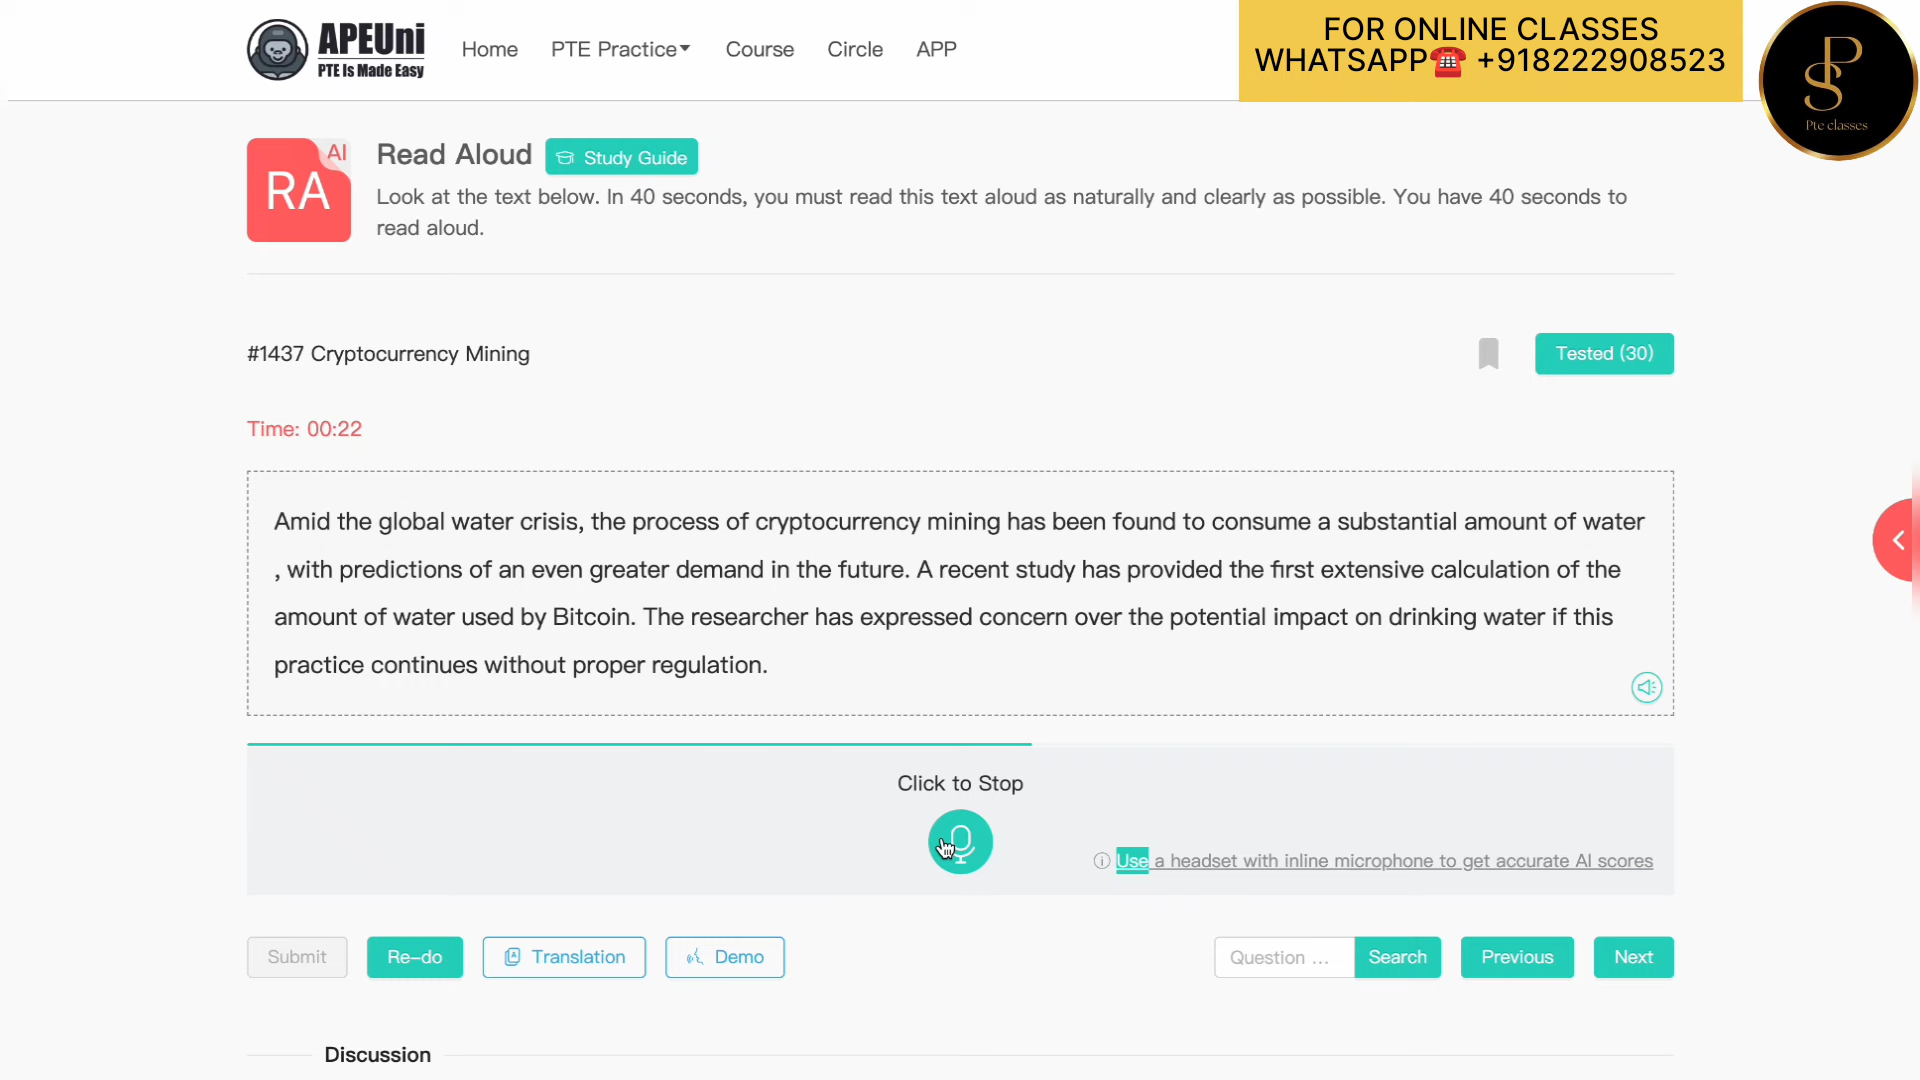 APEUni
PTE Is Made Easy
Home
PTE Practice
Course
Circle
APP
FOR ONLINE CLASSES
WHATSAPP☎️ +918222908523
SP
Pte classes
AI
RA
Read Aloud
Study Guide
Look at the text below. In 40 seconds, you must read this text aloud as naturally and clearly as possible. You have 40 seconds to
read aloud.
#1437 Cryptocurrency Mining
Tested (30)
Time: 00:22
Amid the global water crisis, the process of cryptocurrency mining has been found to consume a substantial amount of water
, with predictions of an even greater demand in the future. A recent study has provided the first extensive calculation of the
amount of water used by Bitcoin. The researcher has expressed concern over the potential impact on drinking water if this
practice continues without proper regulation.
Click to Stop
Use a headset with inline microphone to get accurate AI scores
Submit
Re-do
Translation
Demo
Question ...
Search
Previous
Next
Discussion